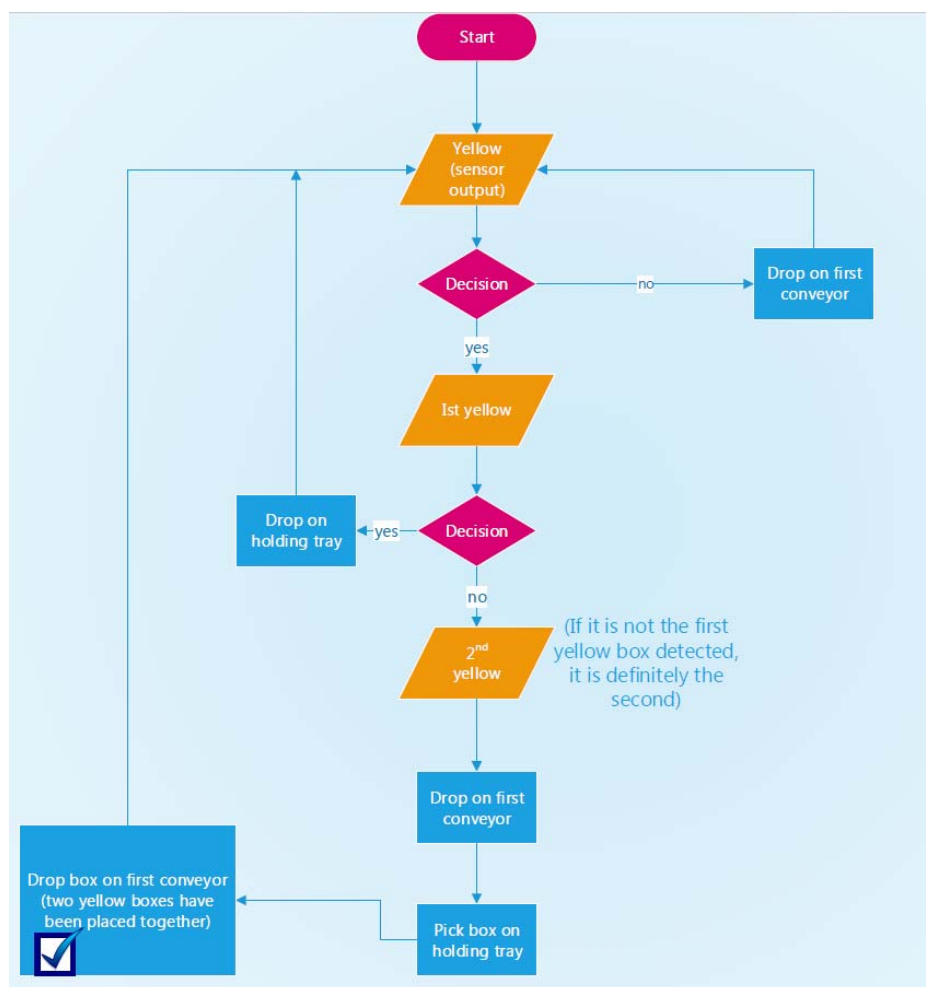 Start
Yellow
(sensor
output)
Decision
no
Drop on first
conveyor
yes
Ist yellow
Drop on
holding tray
yes
Decision
no
2nd
yellow
(If it is not the first
yellow box detected,
it is definitely the
second)
Drop on first
conveyor
Drop box on first conveyor
(two yellow boxes have
been placed together)
Pick box on
holding tray